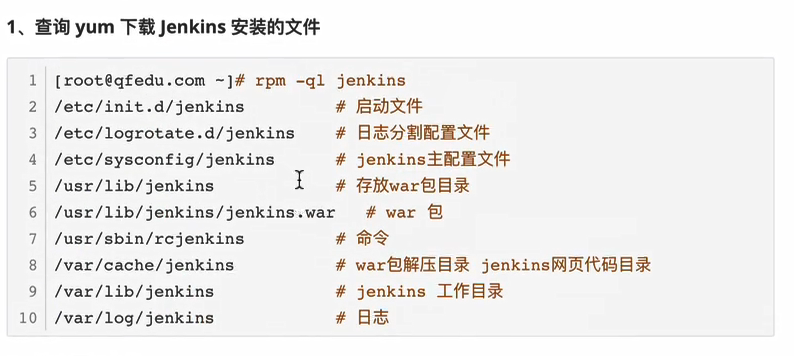 1、查询 yum 下载 Jenkins 安装的文件
1 [root@qfedu.com ~]# rpm -ql jenkins
2 /etc/init.d/jenkins # 启动文件
3 /etc/logrotate.d/jenkins # 日志分割配置文件
4 /etc/sysconfig/jenkins # jenkins主配置文件
5 /usr/lib/jenkins # 存放war包目录
6 /usr/lib/jenkins/jenkins.war # war 包
7 /usr/sbin/rcjenkins # 命令
8 /var/cache/jenkins # war包解压目录 jenkins网页代码目录
9 /var/lib/jenkins # jenkins 工作目录
10 /var/log/jenkins # 日志